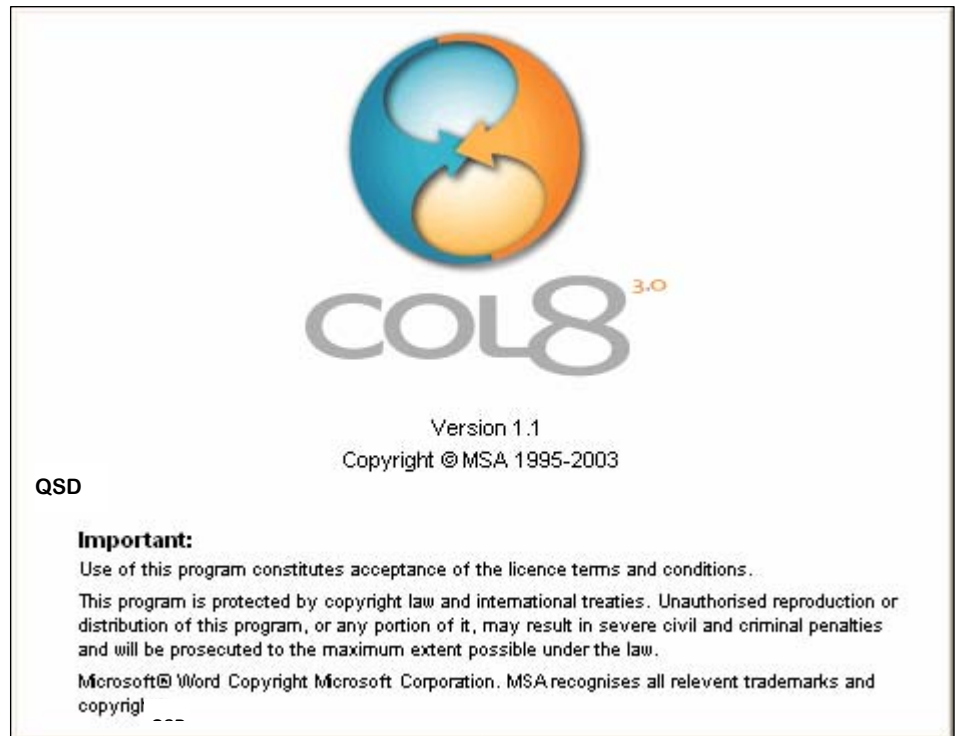 COL8 3.0
Version 1.1
Copyright © MSA 1995-2003
QSD
Important:
Use of this program constitutes acceptance of the licence terms and conditions.
This program is protected by copyright law and international treaties. Unauthorised reproduction or
distribution of this program, or any portion of it, may result in severe civil and criminal penalties
and will be prosecuted to the maximum extent possible under the law.
Microsoft® Word Copyright Microsoft Corporation. MSA recognises all relevent trademarks and